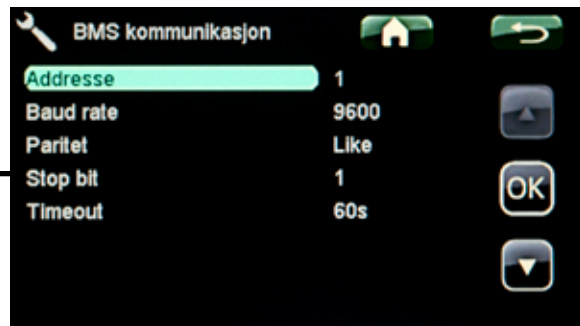 BMS kommunikasjon
Addresse 1
Baud rate 9600
Paritet Like
Stop bit 1
OK
Timeout 60s